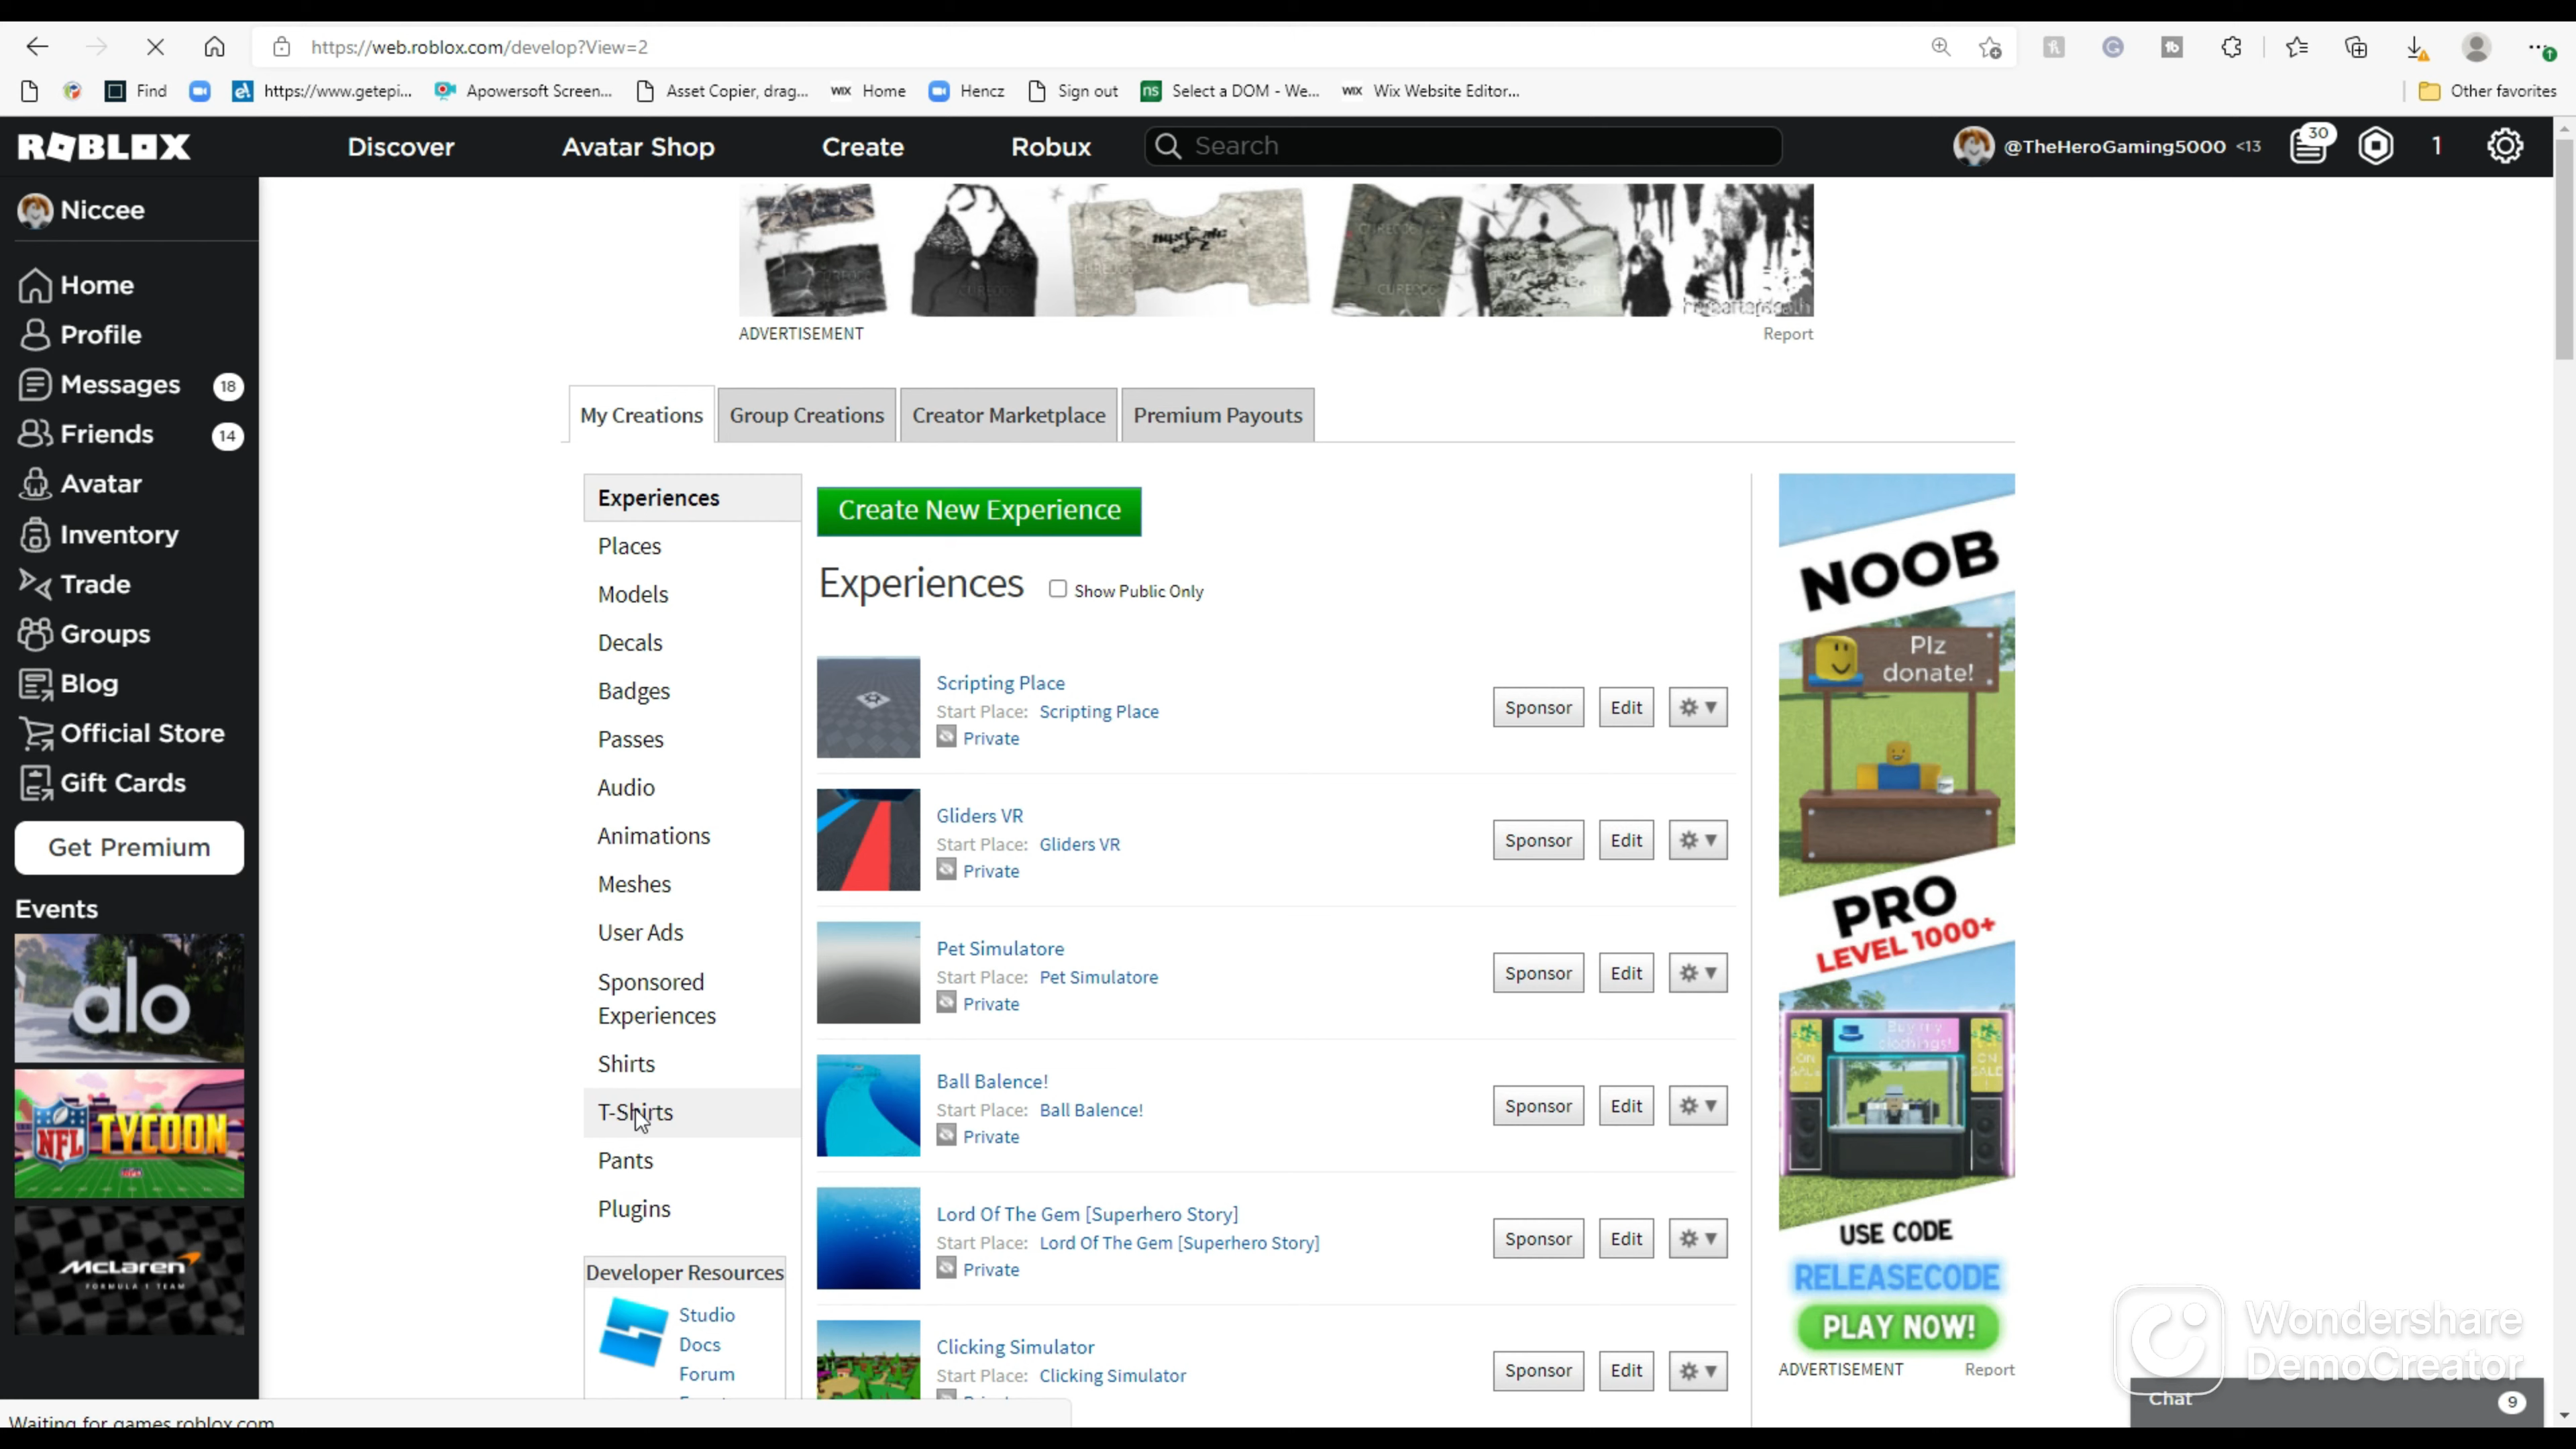 https://web.roblox.com/develop?View=2
Find
https://www.getepi...
Apowersoft Screen...
Asset Copier, drag...
WIX Home
Hencz
Sign out
ns Select a DOM - We...
WIX Wix Website Editor...
Other favorites
ROBLOX
Discover
Avatar Shop
Create
Robux
Search
@TheHeroGaming5000 <13
30
1
Niccee
Home
Profile
Messages 18
Friends 14
Avatar
Inventory
Trade
Groups
Blog
Official Store
Gift Cards
Get Premium
Events
alo
NFL TYCOON
McLaren
FORMULA 1 TEAM
ADVERTISEMENT
Report
My Creations
Group Creations
Creator Marketplace
Premium Payouts
Experiences
Places
Models
Decals
Badges
Passes
Audio
Animations
Meshes
User Ads
Sponsored
Experiences
Shirts
T-Shirts
Pants
Plugins
Developer Resources
Studio
Docs
Forum
Create New Experience
Experiences
Show Public Only
Scripting Place
Start Place: Scripting Place
Private
Sponsor Edit
Gliders VR
Start Place: Gliders VR
Private
Sponsor Edit
Pet Simulatore
Start Place: Pet Simulatore
Private
Sponsor Edit
Ball Balence!
Start Place: Ball Balence!
Private
Sponsor Edit
Lord Of The Gem [Superhero Story]
Start Place: Lord Of The Gem [Superhero Story]
Private
Sponsor Edit
Clicking Simulator
Start Place: Clicking Simulator
Sponsor Edit
NOOB
Plz
donate!
PRO
LEVEL 1000+
Buy my
clothings!
USE CODE
RELEASECODE
PLAY NOW!
ADVERTISEMENT
Report
Wondershare
DemoCreator
Chat
9
Waiting for games.roblox.com